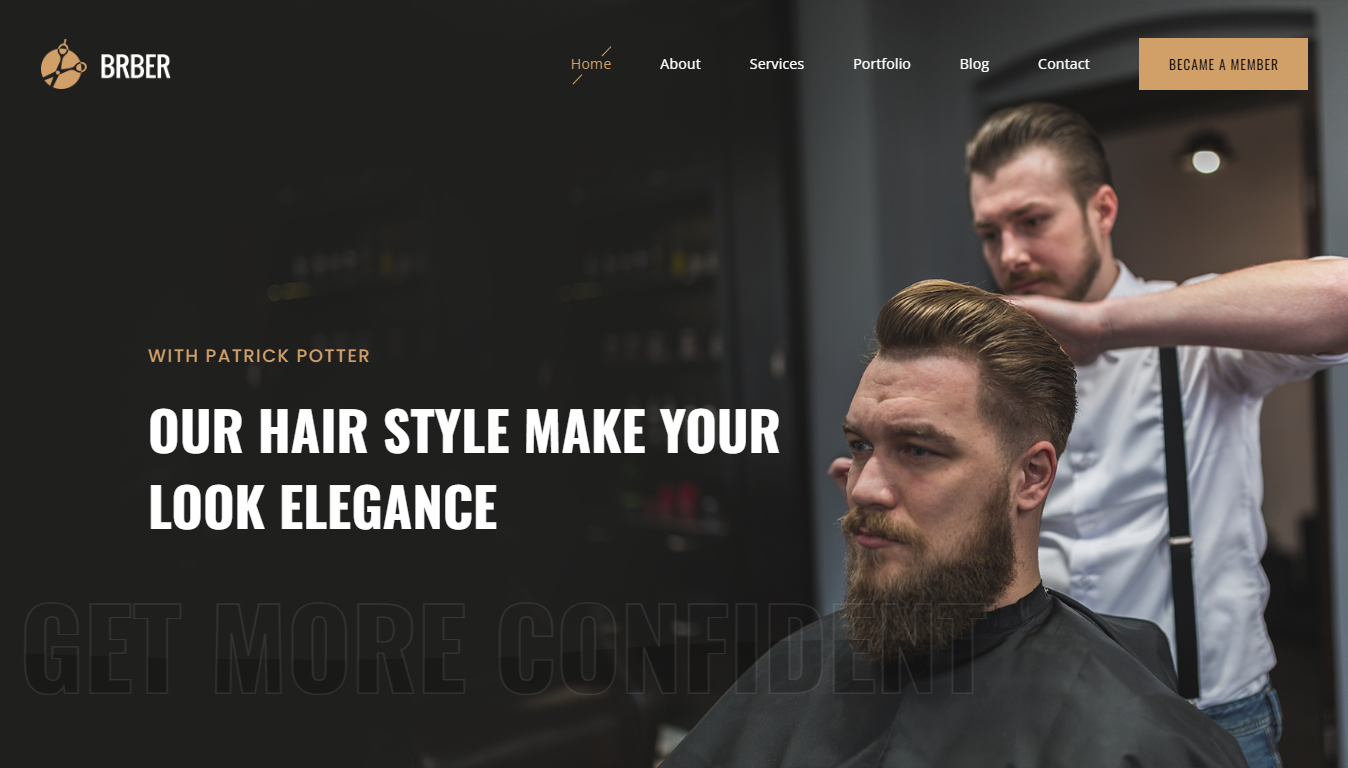 BRBER
Home About Services Portfolio Blog Contact BECAME A MEMBER
WITH PATRICK POTTER
OUR HAIR STYLE MAKE YOUR
LOOK ELEGANCE
GET MORE CONFIDENT